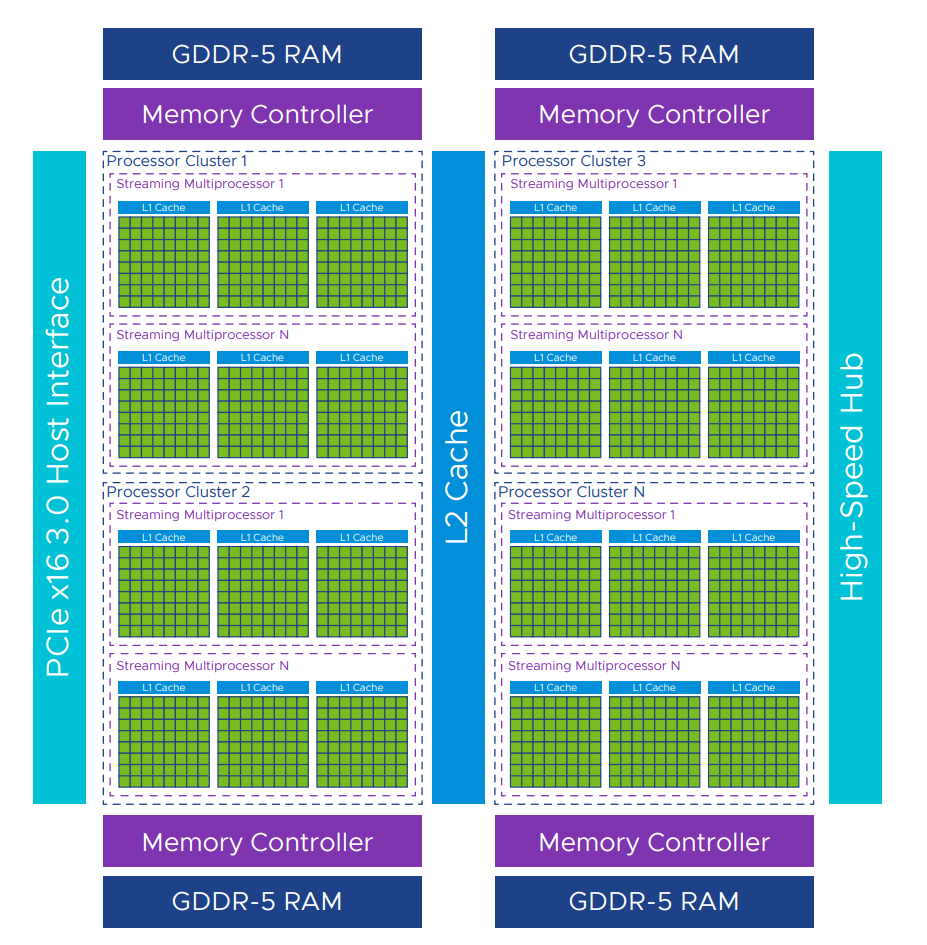 GDDR-5 RAM
GDDR-5 RAM
Memory Controller
Memory Controller
PCIe x16 3.0 Host Interface
Processor Cluster 1
Streaming Multiprocessor 1
L1 Cache
L1 Cache
L1 Cache
Streaming Multiprocessor N
L1 Cache
L1 Cache
L1 Cache
Processor Cluster 2
Streaming Multiprocessor 1
L1 Cache
L1 Cache
L1 Cache
Streaming Multiprocessor N
L1 Cache
L1 Cache
L1 Cache
L2 Cache
Processor Cluster 3
Streaming Multiprocessor 1
L1 Cache
L1 Cache
L1 Cache
Streaming Multiprocessor N
L1 Cache
L1 Cache
L1 Cache
Processor Cluster N
Streaming Multiprocessor 1
L1 Cache
L1 Cache
L1 Cache
Streaming Multiprocessor N
L1 Cache
L1 Cache
L1 Cache
High-Speed Hub
Memory Controller
Memory Controller
GDDR-5 RAM
GDDR-5 RAM